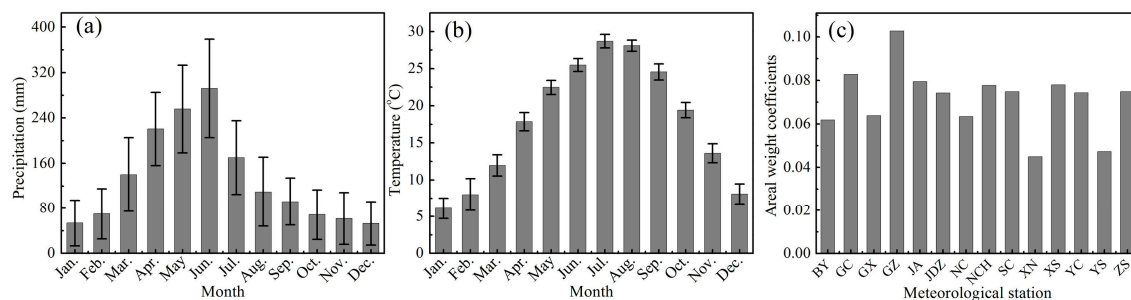 (a)
Precipitation (mm)
400
320
240
160
80
0
Jan. Feb. Mar. Apr. May Jun. Jul. Aug. Sep. Oct. Nov. Dec.
Month
(b)
Temperature (°C)
30
25
20
15
10
5
0
Jan. Feb. Mar. Apr. May Jun. Jul. Aug. Sep. Oct. Nov. Dec.
Month
(c)
Areal weight coefficients
0.10
0.08
0.06
0.04
0.02
0.00
BY GC GX GZ JA JDZ NC NCH SC XN XS YC YS ZS
Meteorological station